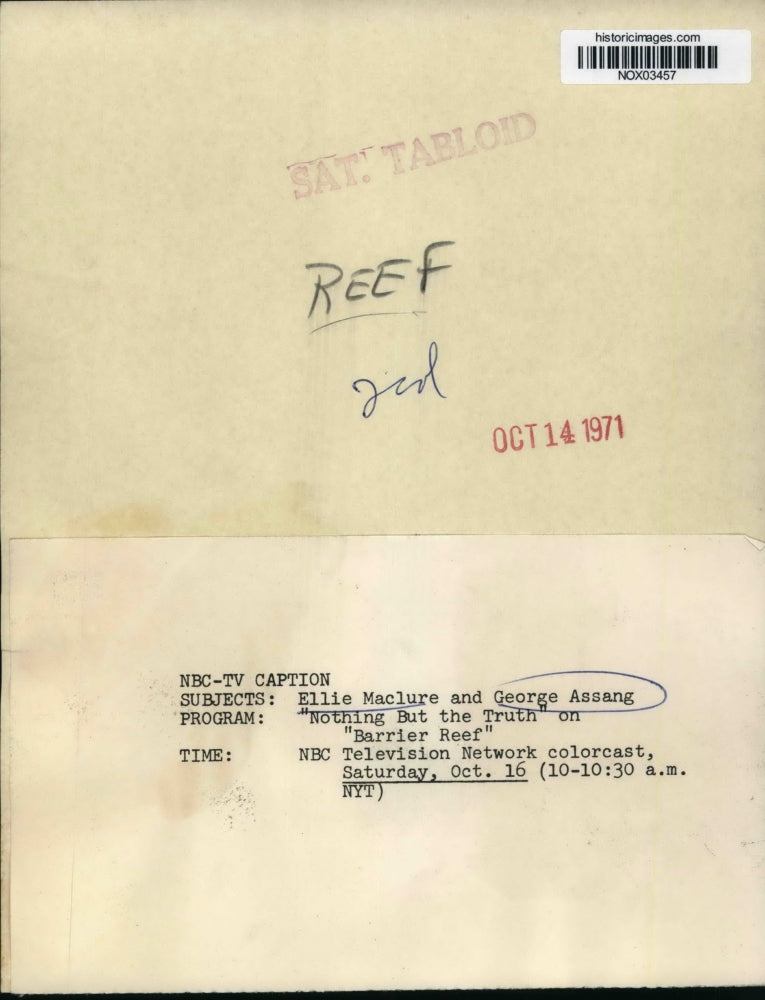 historicimages.com
NOX03457
SAT. TABLOID
REEF
OCT 14 1971
NBC-TV CAPTION
SUBJECTS: Ellie Maclure and George Assang
PROGRAM: "Nothing But the Truth" on
"Barrier Reef"
TIME: NBC Television Network colorcast,
Saturday, Oct. 16 (10-10:30 a.m.
NYT)